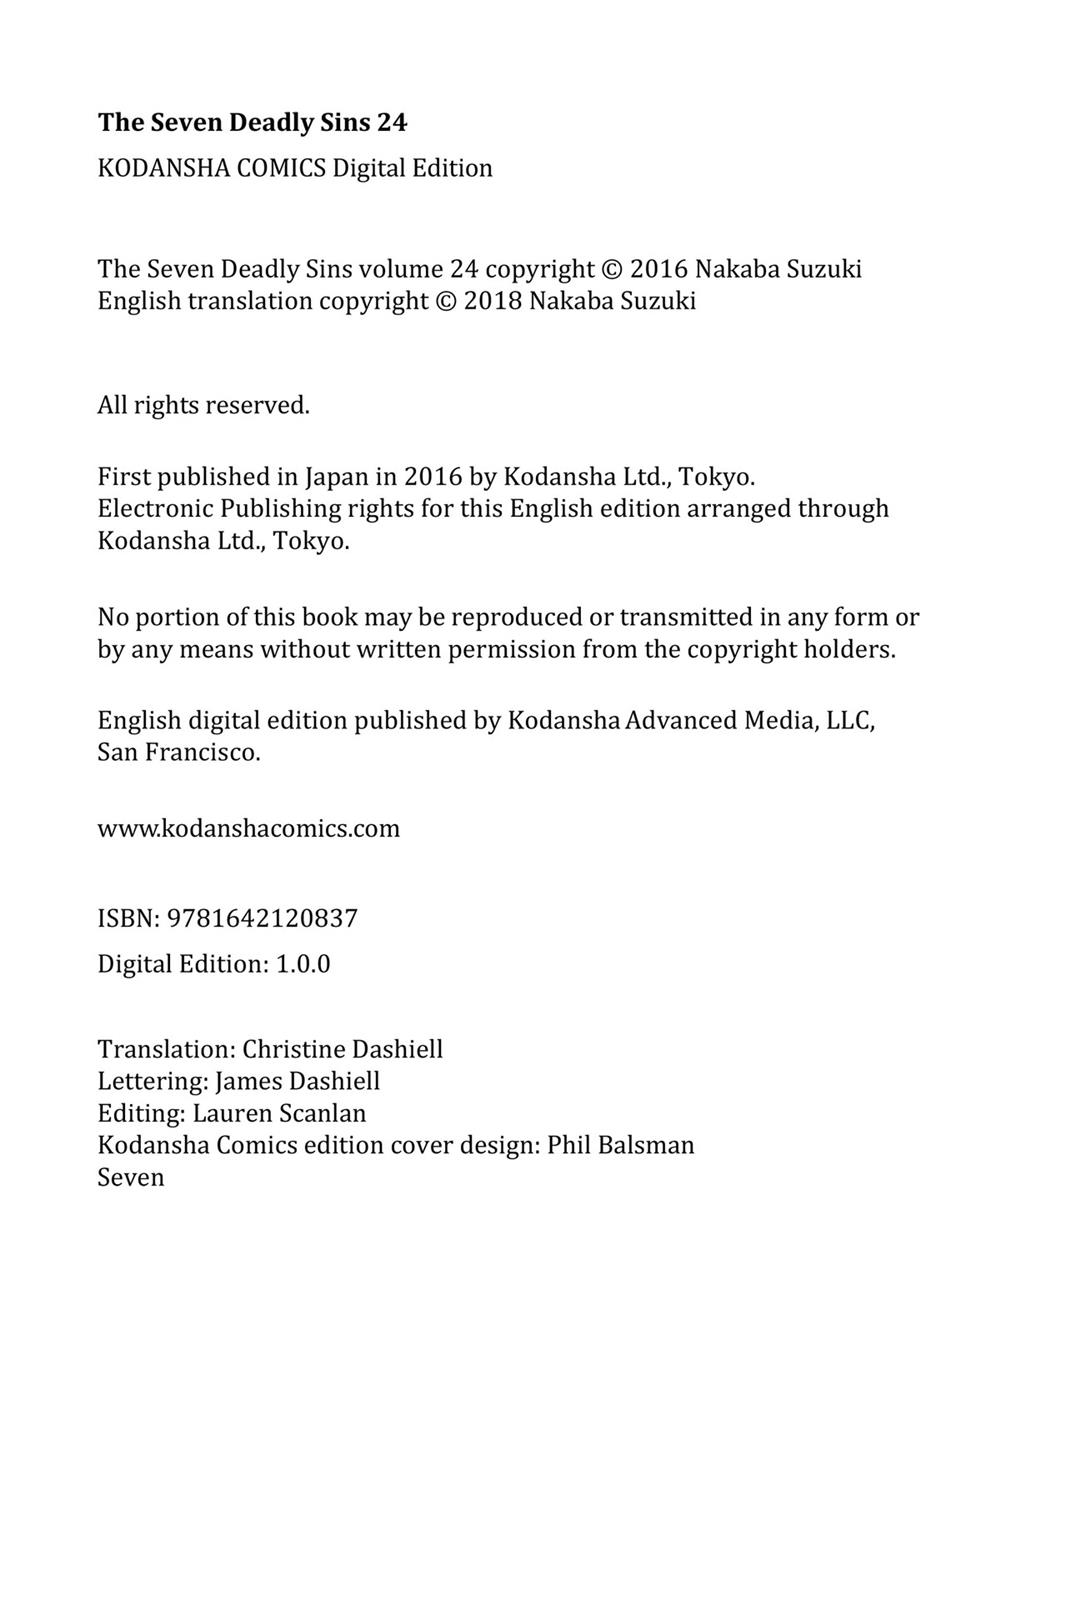 The Seven Deadly Sins 24
KODANSHA COMICS Digital Edition
The Seven Deadly Sins volume 24 copyright © 2016 Nakaba Suzuki
English translation copyright © 2018 Nakaba Suzuki
All rights reserved.
First published in Japan in 2016 by Kodansha Ltd., Tokyo.
Electronic Publishing rights for this English edition arranged through
Kodansha Ltd., Tokyo.
No portion of this book may be reproduced or transmitted in any form or
by any means without written permission from the copyright holders.
English digital edition published by Kodansha Advanced Media, LLC,
San Francisco.
www.kodanshacomics.com
ISBN: 9781642120837
Digital Edition: 1.0.0
Translation: Christine Dashiell
Lettering: James Dashiell
Editing: Lauren Scanlan
Kodansha Comics edition cover design: Phil Balsman
Seven